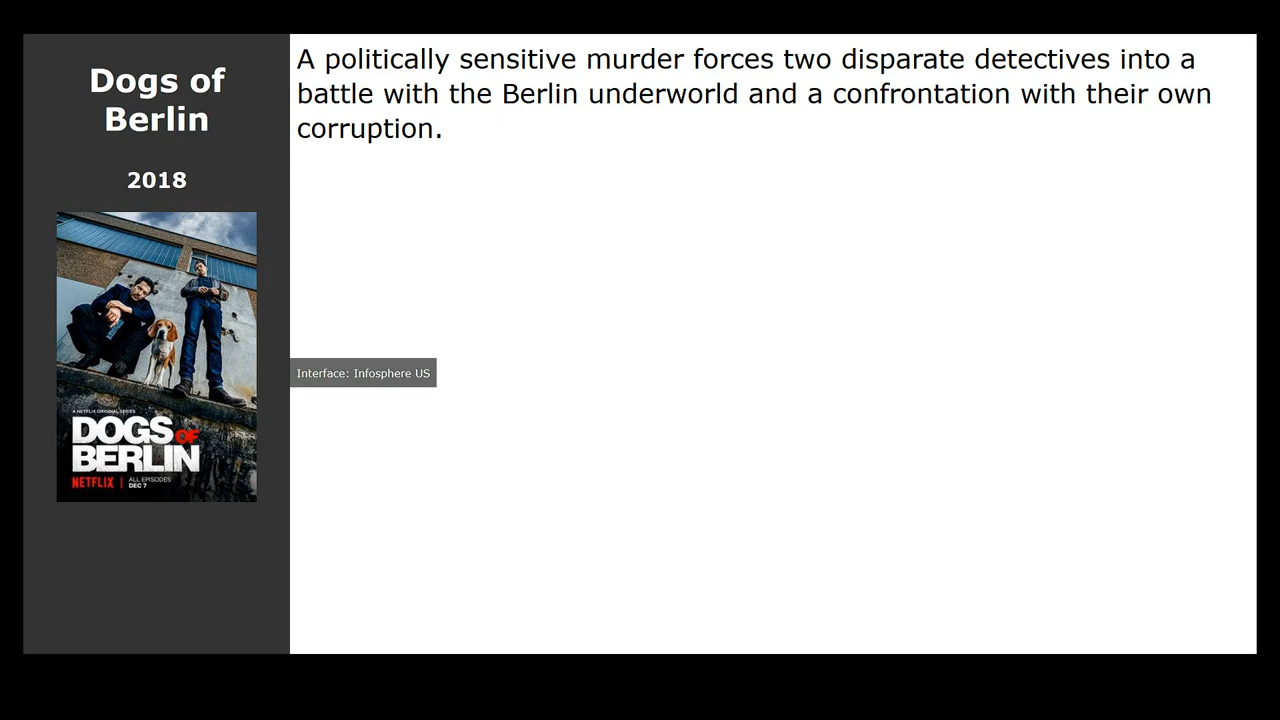 Dogs of
Berlin
2018
A NETFLIX ORIGINAL SERIES
DOGS OF
BERLIN
NETFLIX | ALL EPISODES
DEC 7
A politically sensitive murder forces two disparate detectives into a
battle with the Berlin underworld and a confrontation with their own
corruption.
Interface: Infosphere US